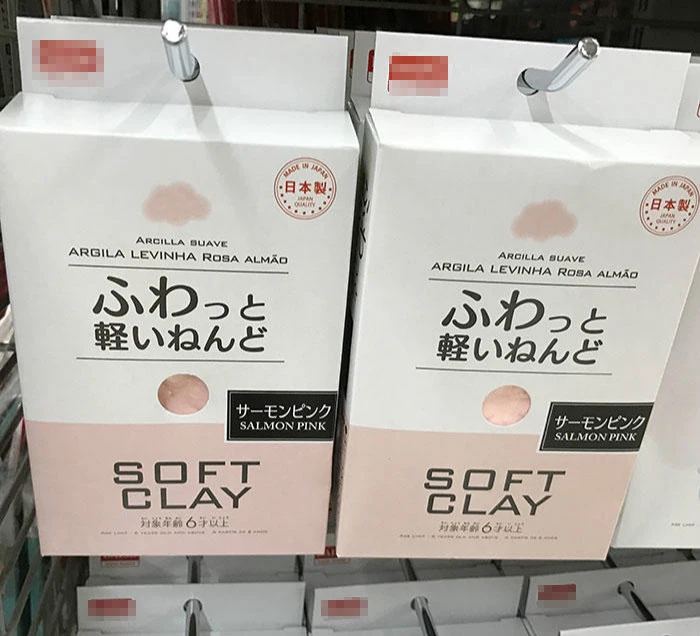 MADE IN JAPAN
日本製
JAPAN
QUALITY
ARCILLA SUAVE
ARGILA LEVINHA ROSA ALMÃO
ふわっと
軽いねんど
サーモンピンク
SALMON PINK
SOFT
CLAY
対象年齢6才以上
MADE IN JAPAN
日本製
JAPAN
QUALITY
ARCILLA SUAVE
ARGILA LEVINHA ROSA ALMÃO
ふわっと
軽いねんど
サーモンピンク
SALMON PINK
SOFT
CLAY
対象年齢6才以上